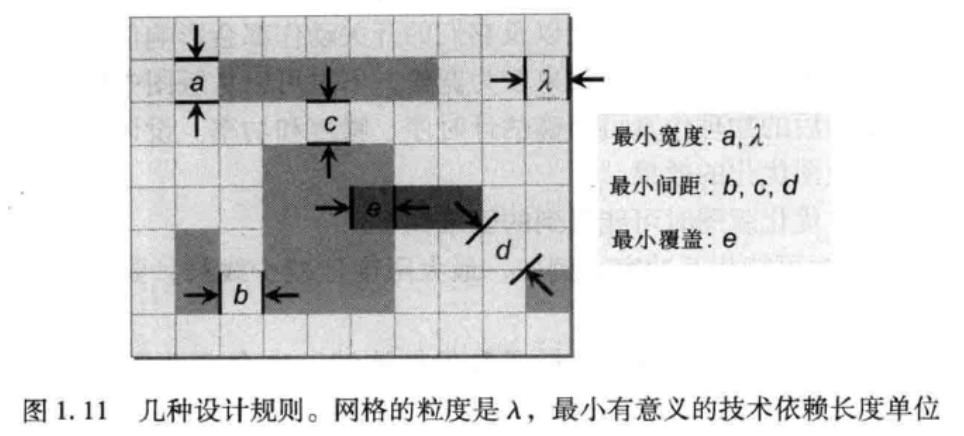 a
λ
c
最小宽度: a, λ
最小间距: b, c, d
e
最小覆盖: e
d
b
图 1.11 几种设计规则。网格的粒度是 λ，最小有意义的技术依赖长度单位